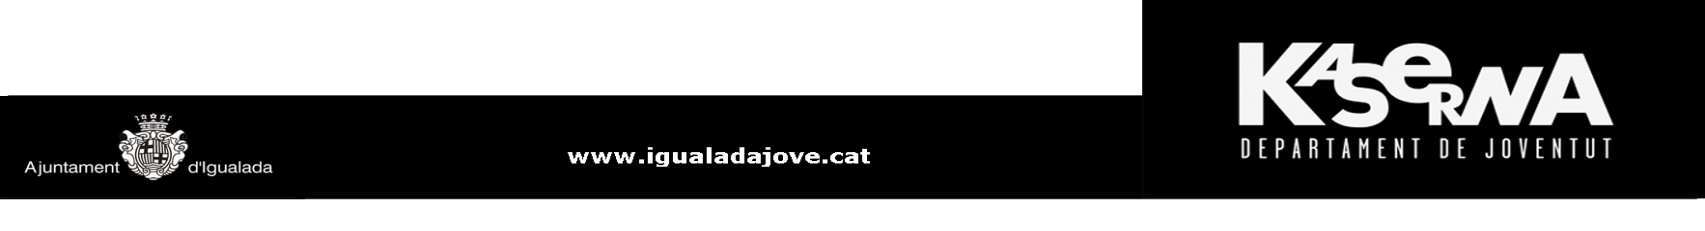 Ajuntament d'Igualada
www.igualadajove.cat
KASERNA
DEPARTAMENT DE JOVENTUT